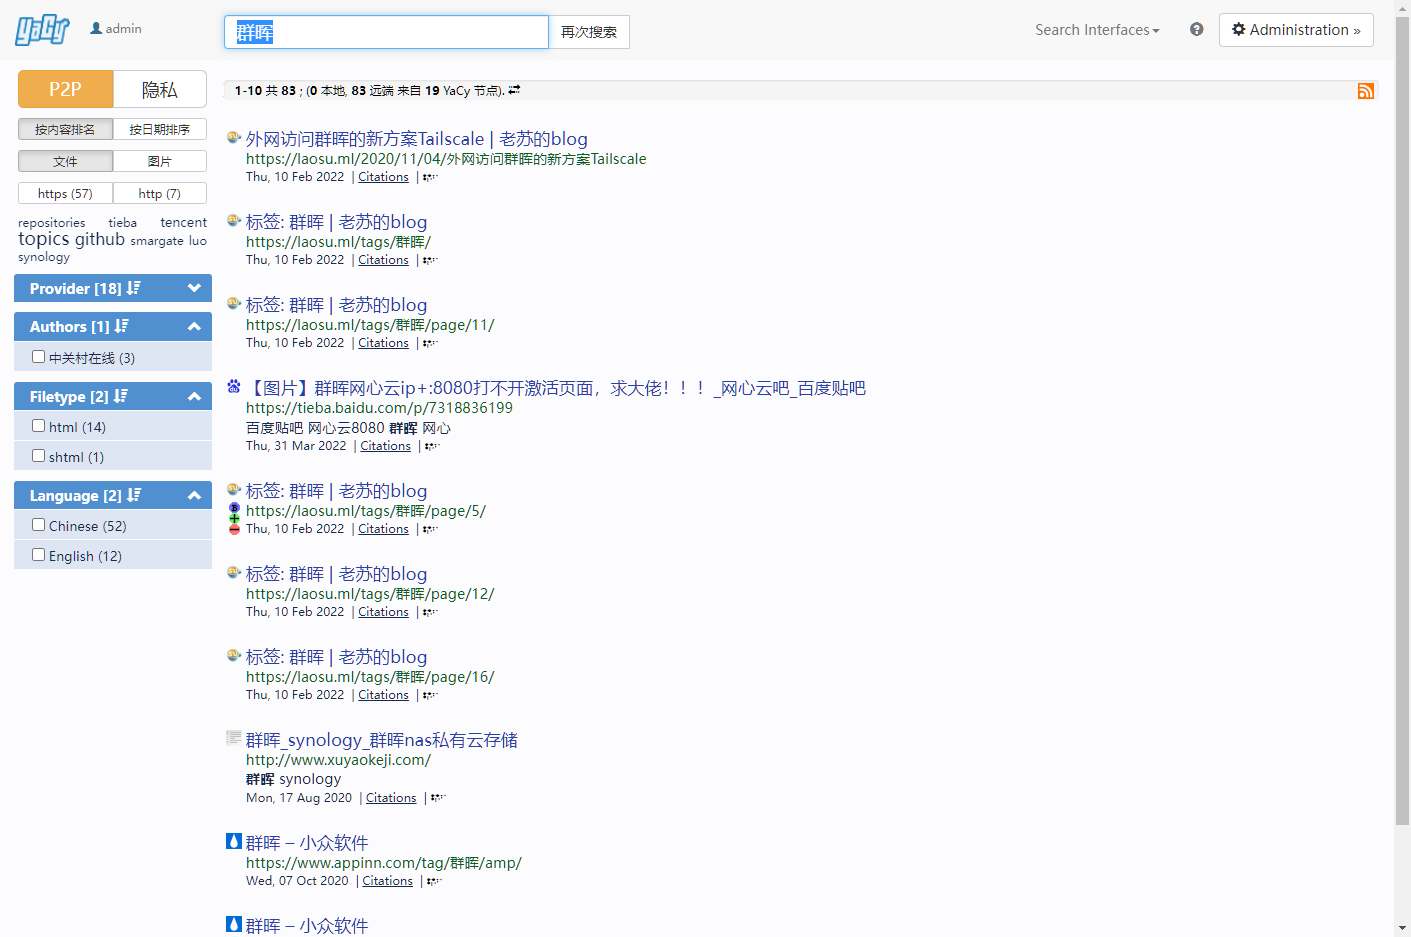 YaCy
admin
群晖
再次搜索
Search Interfaces
Administration »
P2P
隐私
按内容排名
按日期排序
文件
图片
https (57)
http (7)
repositories tieba tencent
topics github smargate luo
synology
Provider [18]
Authors [1]
中关村在线 (3)
Filetype [2]
html (14)
shtml (1)
Language [2]
Chinese (52)
English (12)
1-10 共 83 ; (0 本地, 83 远端 来自 19 YaCy 节点).
外网访问群晖的新方案Tailscale | 老苏的blog
https://laosu.ml/2020/11/04/外网访问群晖的新方案Tailscale
Thu, 10 Feb 2022 | Citations |
标签: 群晖 | 老苏的blog
https://laosu.ml/tags/群晖/
Thu, 10 Feb 2022 | Citations |
标签: 群晖 | 老苏的blog
https://laosu.ml/tags/群晖/page/11/
Thu, 10 Feb 2022 | Citations |
【图片】群晖网心云ip+:8080打不开激活页面，求大佬！！！_网心云吧_百度贴吧
https://tieba.baidu.com/p/7318836199
百度贴吧 网心云8080 群晖 网心
Thu, 31 Mar 2022 | Citations |
标签: 群晖 | 老苏的blog
https://laosu.ml/tags/群晖/page/5/
Thu, 10 Feb 2022 | Citations |
标签: 群晖 | 老苏的blog
https://laosu.ml/tags/群晖/page/12/
Thu, 10 Feb 2022 | Citations |
标签: 群晖 | 老苏的blog
https://laosu.ml/tags/群晖/page/16/
Thu, 10 Feb 2022 | Citations |
群晖_synology_群晖nas私有云存储
http://www.xuyaokeji.com/
群晖 synology
Mon, 17 Aug 2020 | Citations |
群晖 – 小众软件
https://www.appinn.com/tag/群晖/amp/
Wed, 07 Oct 2020 | Citations |
群晖 – 小众软件